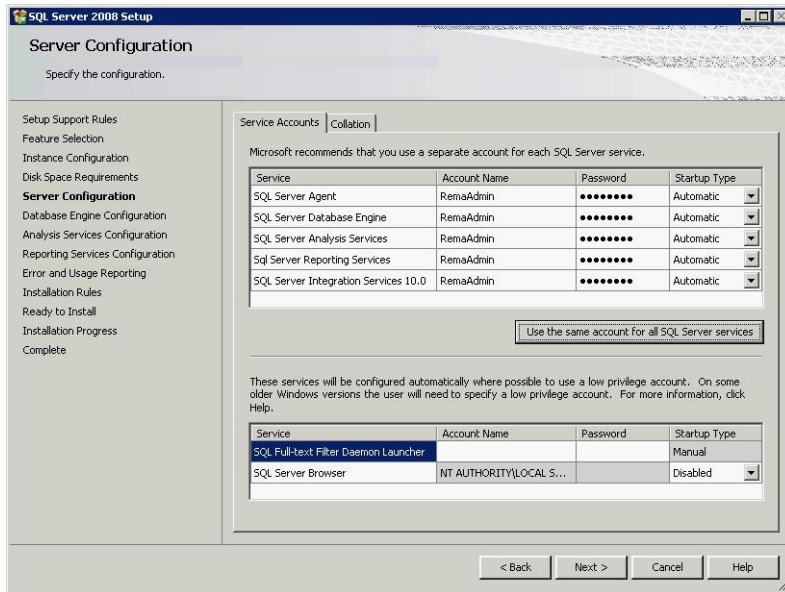 SQL Server 2008 Setup
Server Configuration
Specify the configuration.
Setup Support Rules
Feature Selection
Instance Configuration
Disk Space Requirements
Server Configuration
Database Engine Configuration
Analysis Services Configuration
Reporting Services Configuration
Error and Usage Reporting
Installation Rules
Ready to Install
Installation Progress
Complete
Service Accounts Collation
Microsoft recommends that you use a separate account for each SQL Server service.
Service Account Name Password Startup Type
SQL Server Agent RemaAdmin ●●●●●●●● Automatic
SQL Server Database Engine RemaAdmin ●●●●●●●● Automatic
SQL Server Analysis Services RemaAdmin ●●●●●●●● Automatic
Sql Server Reporting Services RemaAdmin ●●●●●●●● Automatic
SQL Server Integration Services 10.0 RemaAdmin ●●●●●●●● Automatic
Use the same account for all SQL Server services
These services will be configured automatically where possible to use a low privilege account. On some
older Windows versions the user will need to specify a low privilege account. For more information, click
Help.
Service Account Name Password Startup Type
SQL Full-text Filter Daemon Launcher Manual
SQL Server Browser NT AUTHORITY\LOCAL S... Disabled
< Back Next > Cancel Help